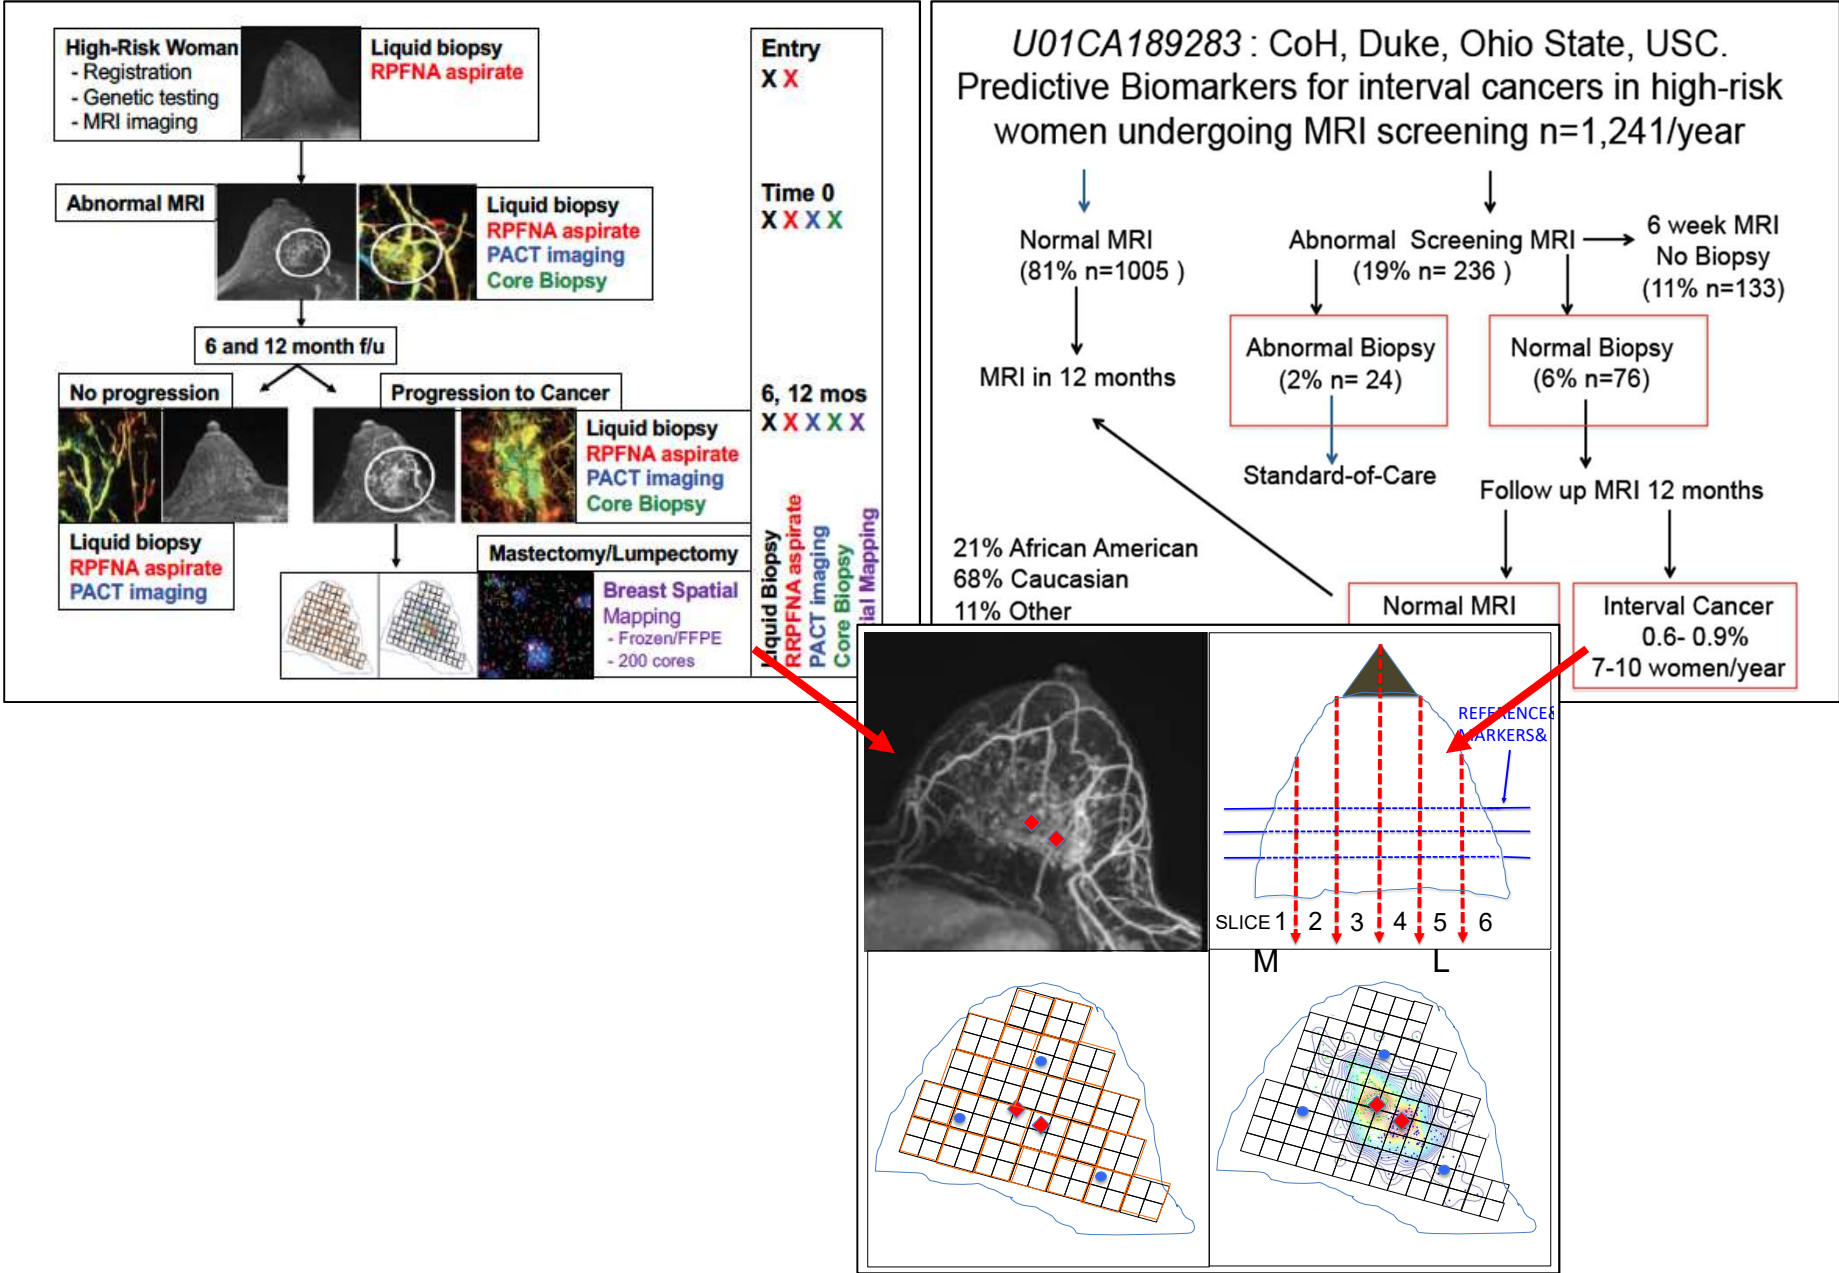 High-Risk Woman
- Registration
- Genetic testing
- MRI imaging
Liquid biopsy
RPFNA aspirate
Entry
X X
Abnormal MRI
Liquid biopsy
RPFNA aspirate
PACT imaging
Core Biopsy
Time 0
X X X X
6 and 12 month f/u
No progression
Progression to Cancer
6, 12 mos
X X X X X
Liquid biopsy
RPFNA aspirate
PACT imaging
Core Biopsy
Liquid biopsy
RPFNA aspirate
PACT imaging
Mastectomy/Lumpectomy
Breast Spatial
Mapping
- Frozen/FFPE
- 200 cores
Liquid Biopsy
RRPFNA aspirate
PACT imaging
Core Biopsy
ial Mapping
U01CA189283 : CoH, Duke, Ohio State, USC.
Predictive Biomarkers for interval cancers in high-risk
women undergoing MRI screening n=1,241/year
Normal MRI
(81% n=1005 )
Abnormal Screening MRI
(19% n= 236 )
6 week MRI
No Biopsy
(11% n=133)
MRI in 12 months
Abnormal Biopsy
(2% n= 24)
Normal Biopsy
(6% n=76)
Standard-of-Care
Follow up MRI 12 months
21% African American
68% Caucasian
11% Other
Normal MRI
Interval Cancer
0.6- 0.9%
7-10 women/year
REFERENCE&
MARKERS&
SLICE 1 2 3 4 5 6
M L